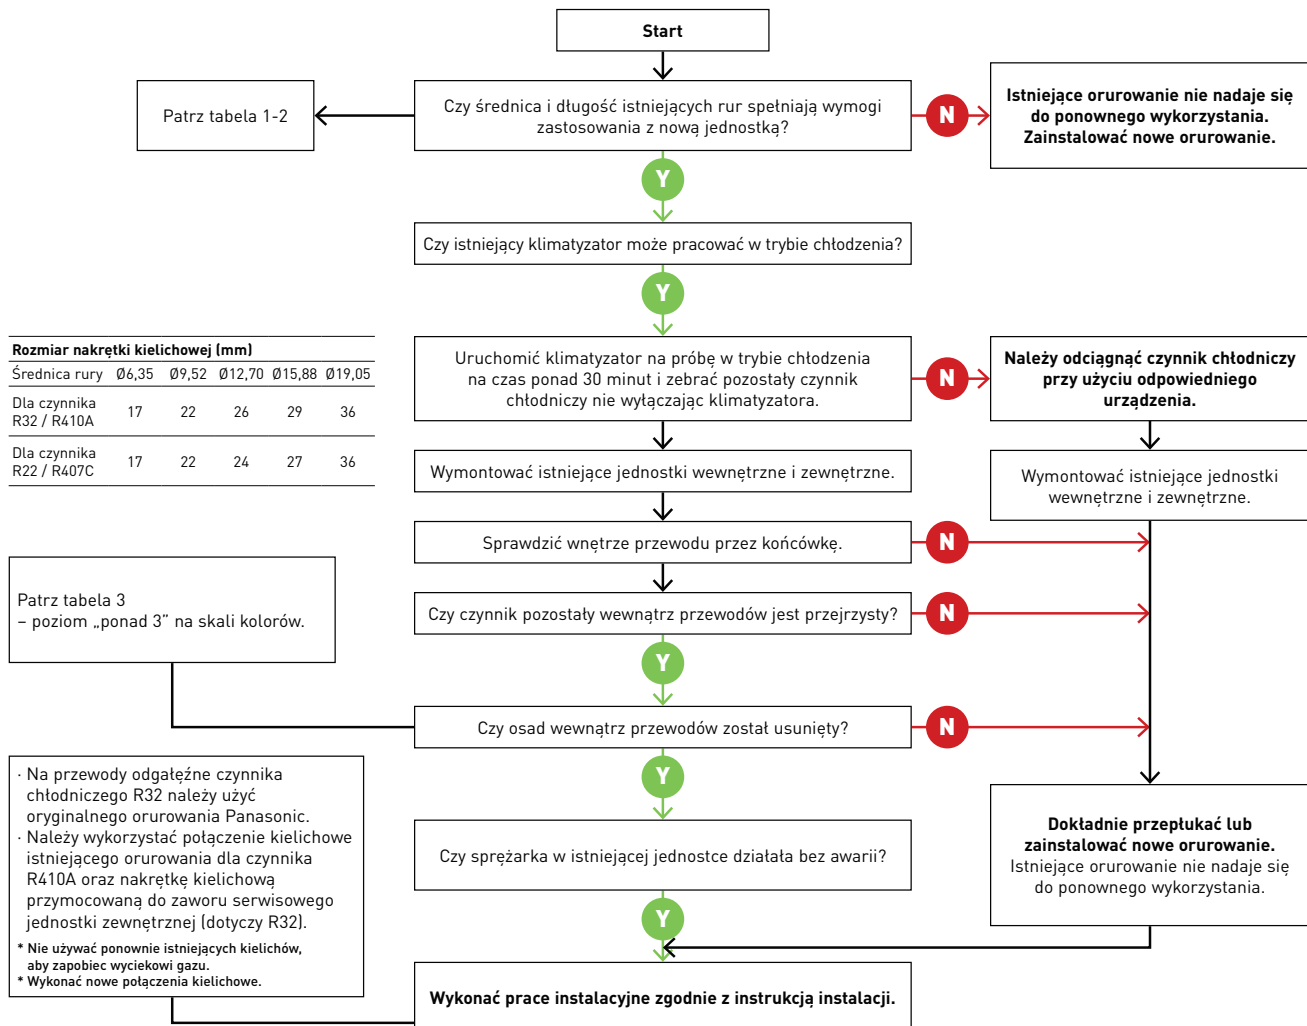 Start
Patrz tabela 1-2
Czy średnica i długość istniejących rur spełniają wymogi
zastosowania z nową jednostką?
N
Istniejące orurowanie nie nadaje się
do ponownego wykorzystania.
Zainstalować nowe orurowanie.
Y
Czy istniejący klimatyzator może pracować w trybie chłodzenia?
Y
Rozmiar nakrętki kielichowej (mm)
Średnica rury Ø6,35 Ø9,52 Ø12,70 Ø15,88 Ø19,05
Dla czynnika
R32 / R410A 17 22 26 29 36
Dla czynnika
R22 / R407C 17 22 24 27 36
Uruchomić klimatyzator na próbę w trybie chłodzenia
na czas ponad 30 minut i zebrać pozostały czynnik
chłodniczy nie wyłączając klimatyzatora.
N
Należy odciągnąć czynnik chłodniczy
przy użyciu odpowiedniego
urządzenia.
Wymontować istniejące jednostki wewnętrzne i zewnętrzne.
Wymontować istniejące jednostki
wewnętrzne i zewnętrzne.
Sprawdzić wnętrze przewodu przez końcówkę.
N
Patrz tabela 3
– poziom „ponad 3” na skali kolorów.
Czy czynnik pozostały wewnątrz przewodów jest przejrzysty?
N
Y
Czy osad wewnątrz przewodów został usunięty?
N
Y
· Na przewody odgałęźne czynnika
chłodniczego R32 należy użyć
oryginalnego orurowania Panasonic.
· Należy wykorzystać połączenie kielichowe
istniejącego orurowania dla czynnika
R410A oraz nakrętkę kielichową
przymocowaną do zaworu serwisowego
jednostki zewnętrznej (dotyczy R32).
* Nie używać ponownie istniejących kielichów,
aby zapobiec wyciekowi gazu.
* Wykonać nowe połączenia kielichowe.
Czy sprężarka w istniejącej jednostce działała bez awarii?
Dokładnie przepłukać lub
zainstalować nowe orurowanie.
Istniejące orurowanie nie nadaje się
do ponownego wykorzystania.
Y
Wykonać prace instalacyjne zgodnie z instrukcją instalacji.